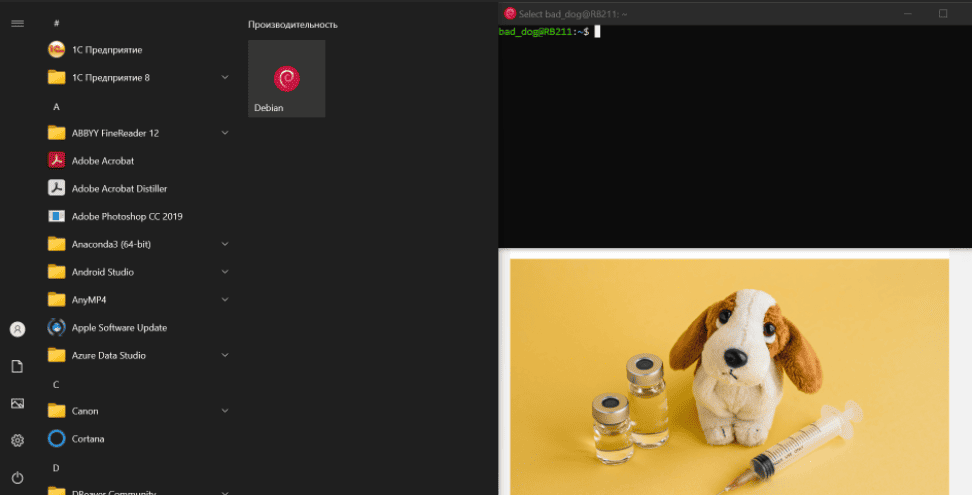 #
1С Предприятие
1С Предприятие 8
A
ABBYY FineReader 12
Adobe Acrobat
Adobe Acrobat Distiller
Adobe Photoshop CC 2019
Anaconda3 (64-bit)
Android Studio
AnyMP4
Apple Software Update
Azure Data Studio
C
Canon
Cortana
D
DBeaver Community
Производительность
Debian
Select bad_dog@R8211: ~
bad_dog@R8211:~$